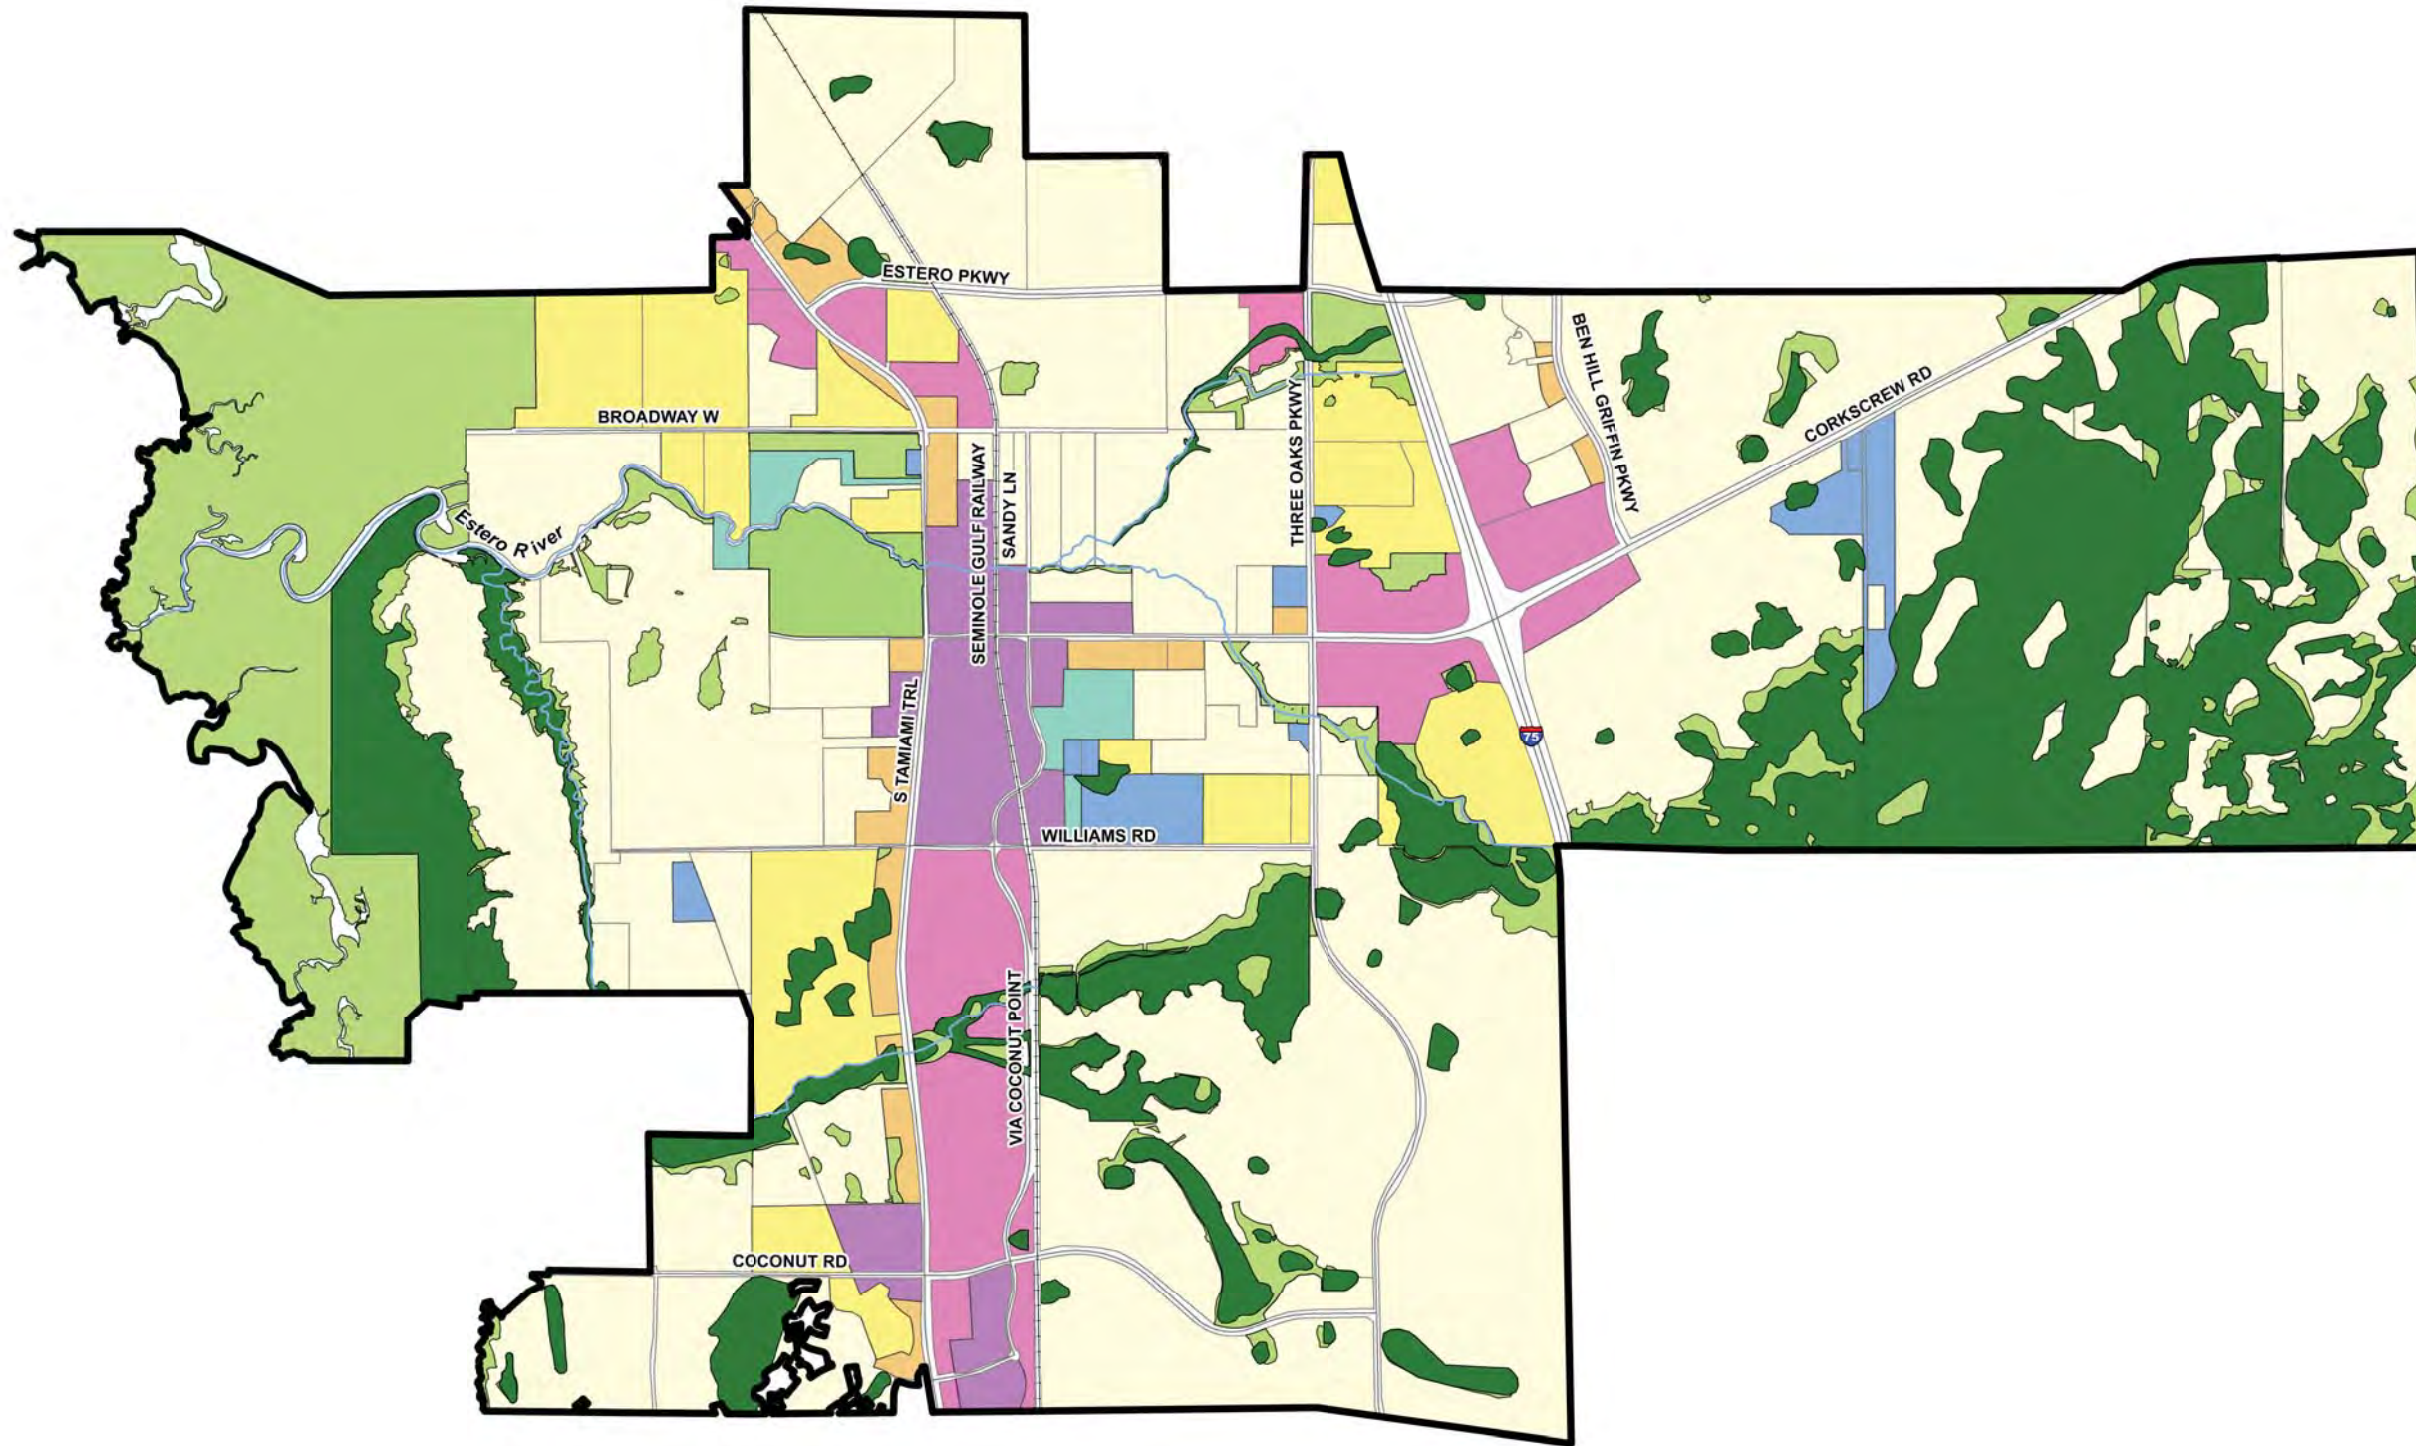 ESTERO PKWY
BROADWAY W
BEN HILL GRIFFIN PKWY
CORKSCREW RD
THREE OAKS PKWY
SEMINOLE GULF RAILWAY
SANDY LN
Estero River
S TAMIAMI TRL
75
WILLIAMS RD
VIA COCONUT POINT
COCONUT RD